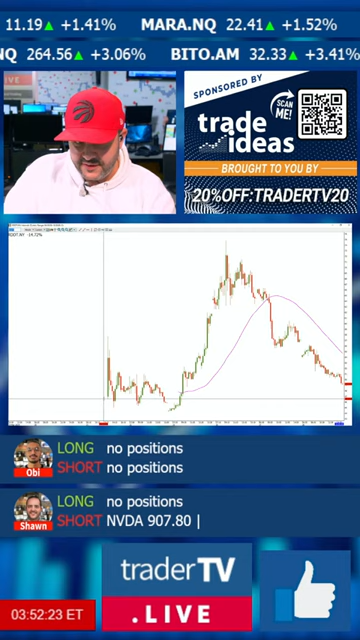 11.19▲ +1.41% MARA.NQ 22.41▲ +1.52%
NQ 264.56▲ +3.06% BITO.AM 32.33▲ +3.41%
LIVE
SPONSORED BY
SCAN ME!
trade ideas
BROUGHT TO YOU BY
20%OFF:TRADERTV20
LONG no positions
SHORT no positions
Obi
LONG no positions
SHORT NVDA 907.80 |
Shawn
traderTV
.LIVE
03:52:23 ET